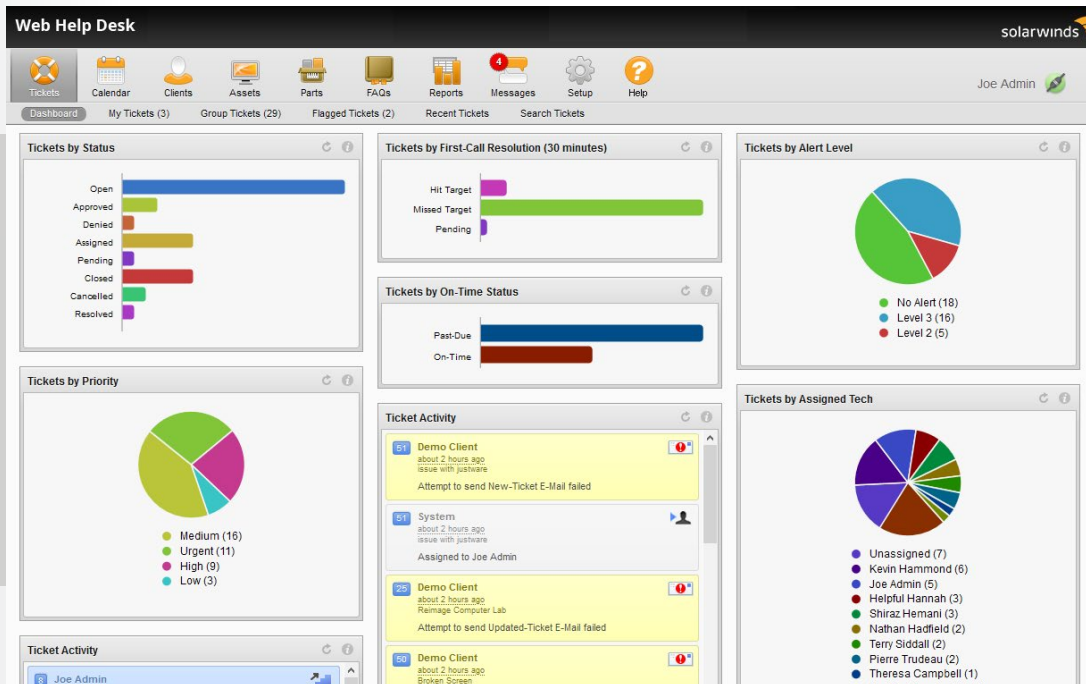 Web Help Desk
solarwinds
Tickets
Calendar
Clients
Assets
Parts
FAQs
Reports
4
Messages
Setup
Help
Joe Admin
Dashboard
My Tickets (3)
Group Tickets (29)
Flagged Tickets (2)
Recent Tickets
Search Tickets
Tickets by Status
Open
Approved
Denied
Assigned
Pending
Closed
Cancelled
Resolved
Tickets by Priority
Medium (16)
Urgent (11)
High (9)
Low (3)
Ticket Activity
8 Joe Admin
Tickets by First-Call Resolution (30 minutes)
Hit Target
Missed Target
Pending
Tickets by On-Time Status
Past-Due
On-Time
Ticket Activity
51 Demo Client
about 2 hours ago
issue with justware
Attempt to send New-Ticket E-Mail failed
51 System
about 2 hours ago
issue with justware
Assigned to Joe Admin
25 Demo Client
about 2 hours ago
Reimage Computer Lab
Attempt to send Updated-Ticket E-Mail failed
50 Demo Client
about 2 hours ago
Broken Screen
Tickets by Alert Level
No Alert (18)
Level 3 (16)
Level 2 (5)
Tickets by Assigned Tech
Unassigned (7)
Kevin Hammond (6)
Joe Admin (5)
Helpful Hannah (3)
Shiraz Hemani (3)
Nathan Hadfield (2)
Terry Siddall (2)
Pierre Trudeau (2)
Theresa Campbell (1)